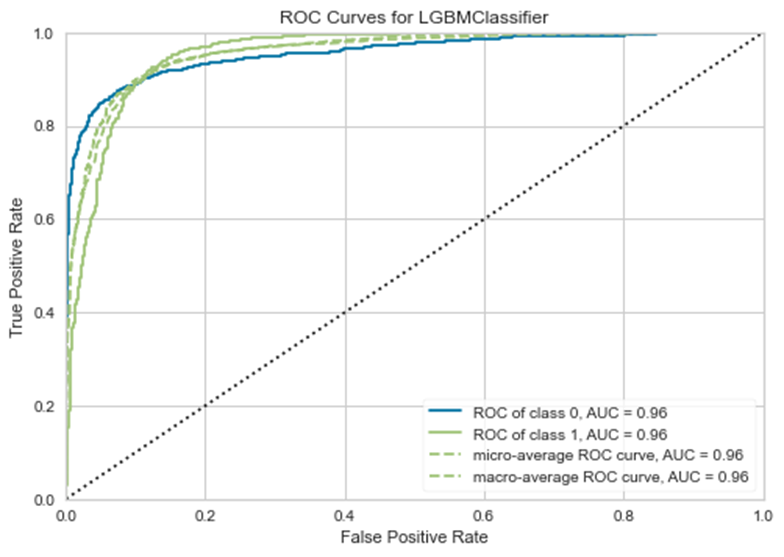 ROC Curves for LGBMClassifier
1.0
0.8
0.6
0.4
0.2
0.0
True Positive Rate
ROC of class 0, AUC = 0.96
ROC of class 1, AUC = 0.96
micro-average ROC curve, AUC = 0.96
macro-average ROC curve, AUC = 0.96
0.0 0.2 0.4 0.6 0.8 1.0
False Positive Rate